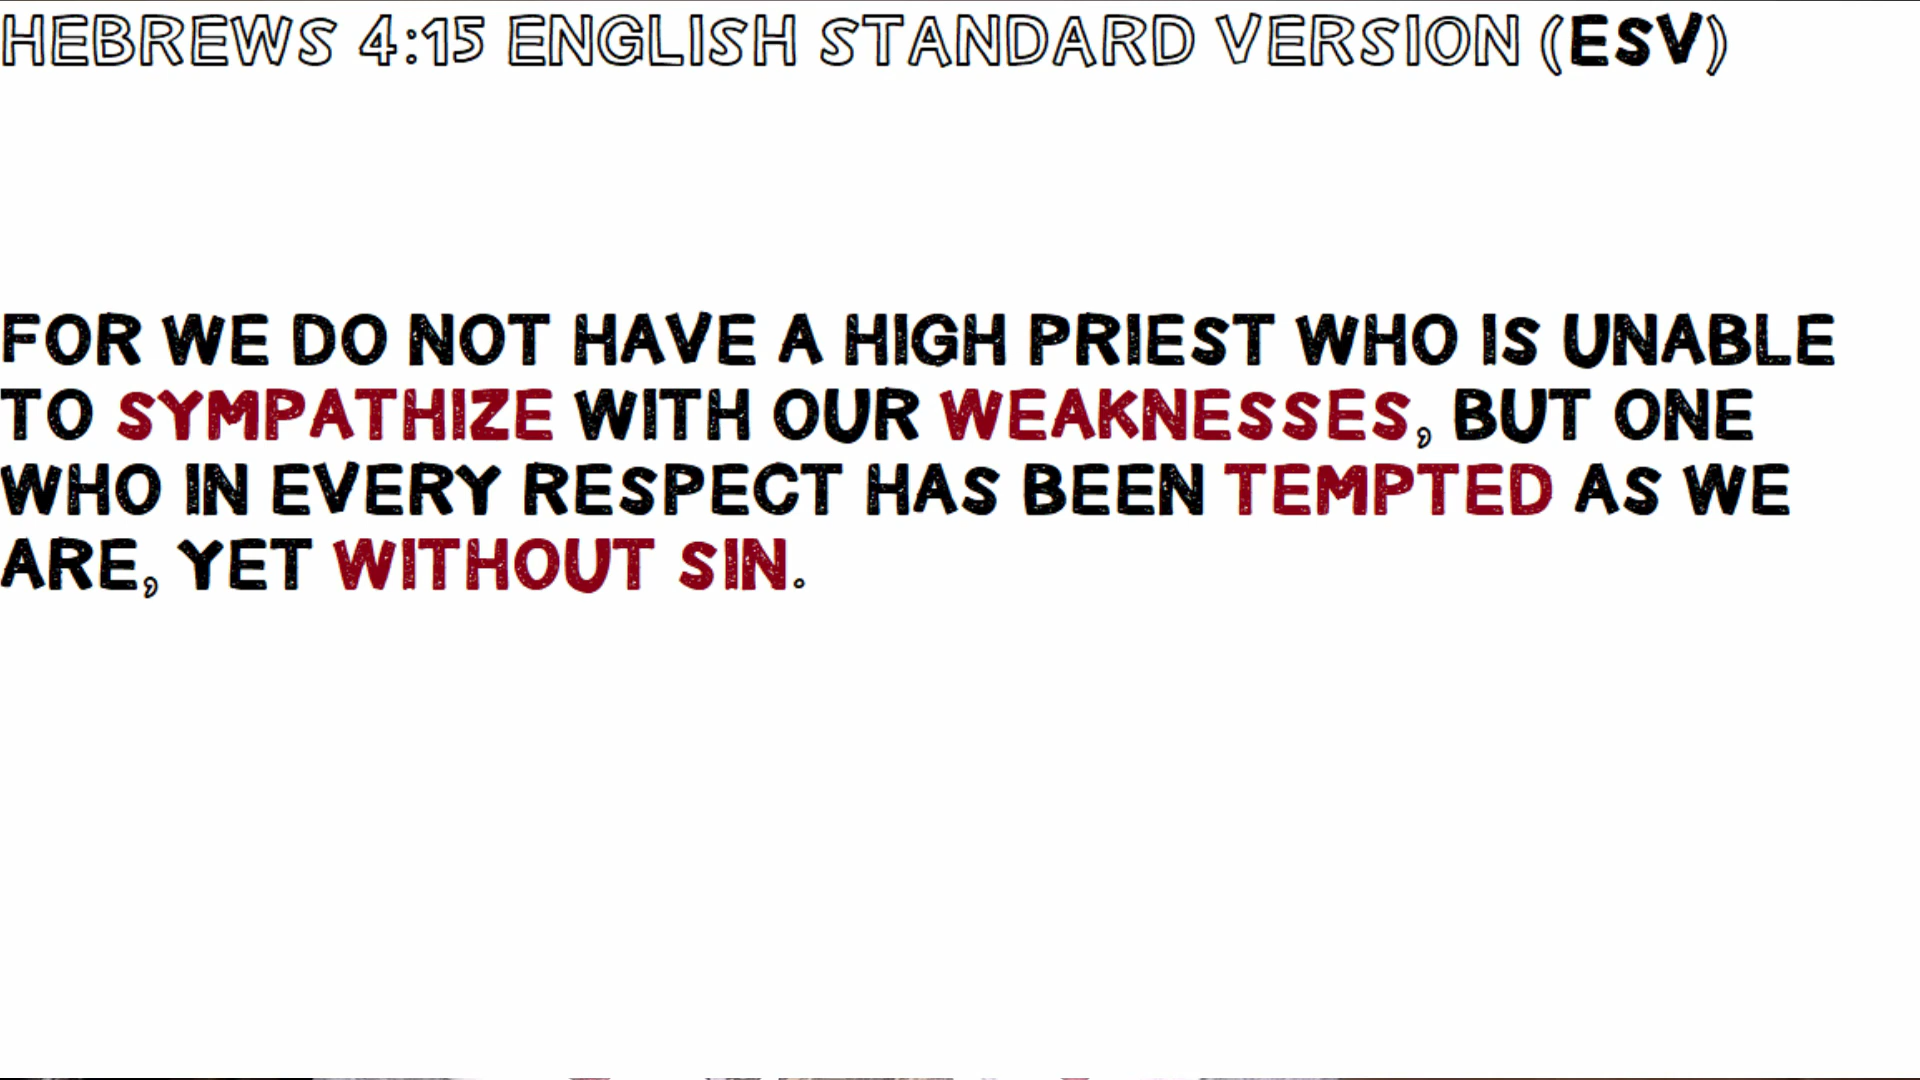 HEBREWS 4:15 ENGLISH STANDARD VERSION (ESV)
FOR WE DO NOT HAVE A HIGH PRIEST WHO IS UNABLE
TO SYMPATHIZE WITH OUR WEAKNESSES, BUT ONE
WHO IN EVERY RESPECT HAS BEEN TEMPTED AS WE
ARE, YET WITHOUT SIN.